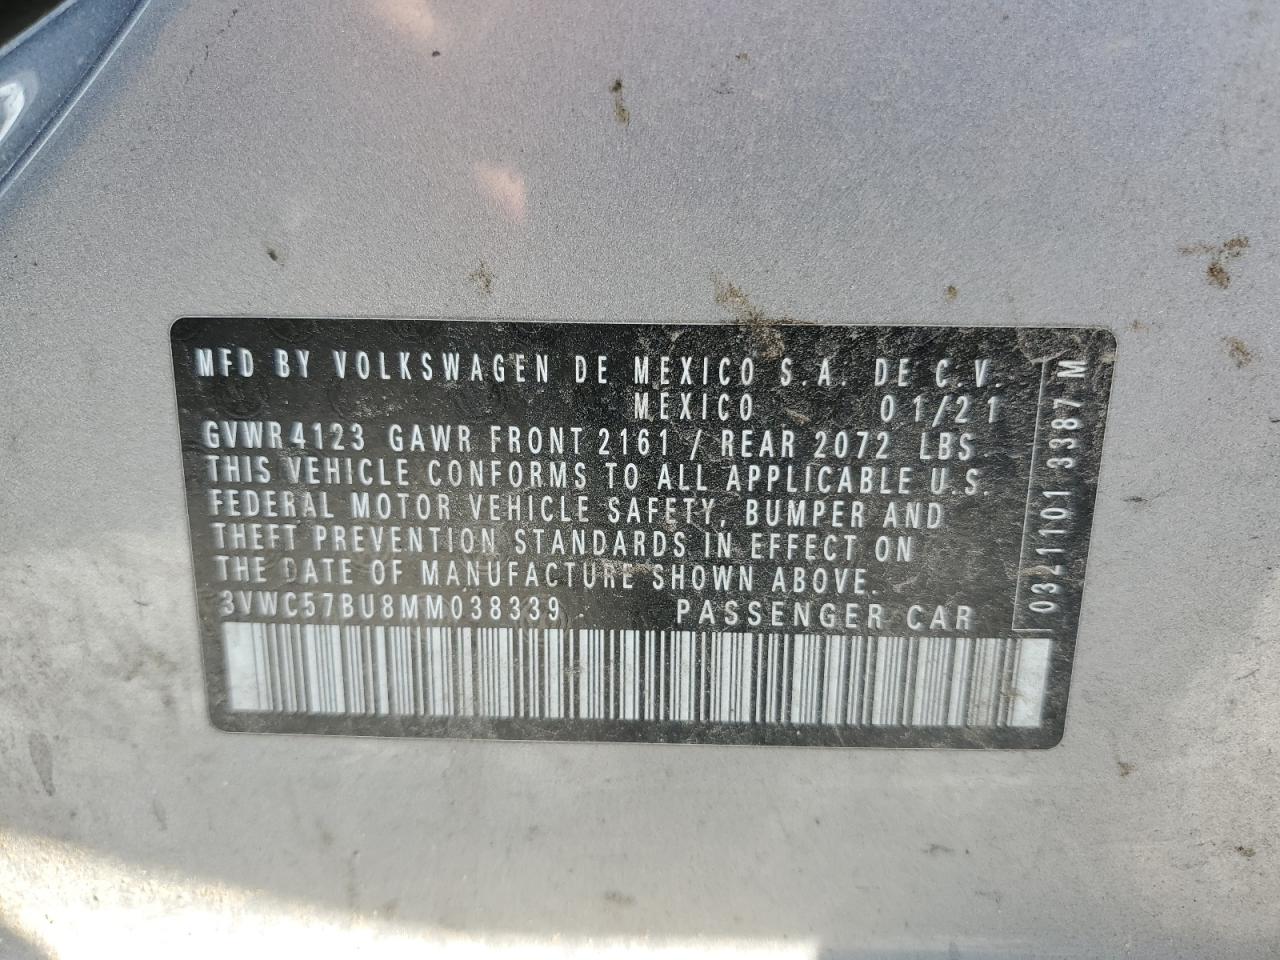 MFD BY VOLKSWAGEN DE MEXICO S.A. DE C.V.
MEXICO 01/21
GVWR 4123 GAWR FRONT 2161 / REAR 2072 LBS
THIS VEHICLE CONFORMS TO ALL APPLICABLE U.S.
FEDERAL MOTOR VEHICLE SAFETY, BUMPER AND
THEFT PREVENTION STANDARDS IN EFFECT ON
THE DATE OF MANUFACTURE SHOWN ABOVE.
3VWC57BU8MM038339 PASSENGER CAR
0321101 3387 M